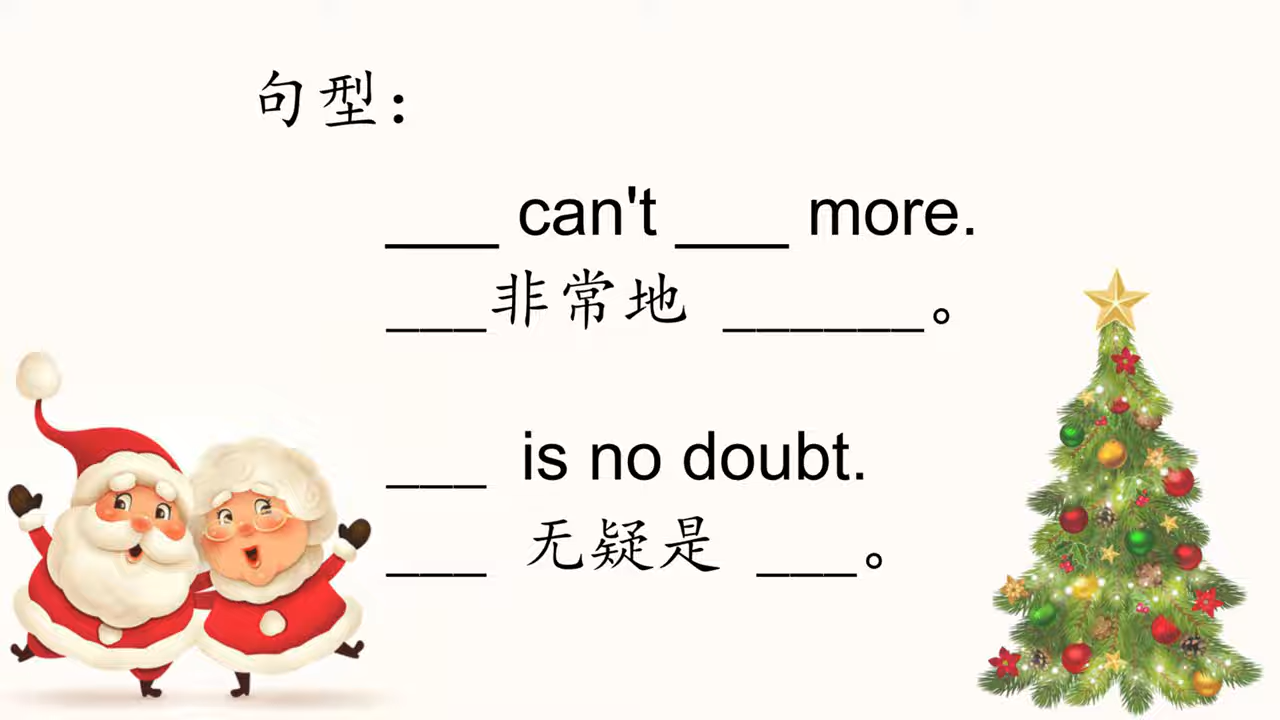 句型：
___ can't ___ more.
___非常地 ______。
___ is no doubt.
___ 无疑是 ___。